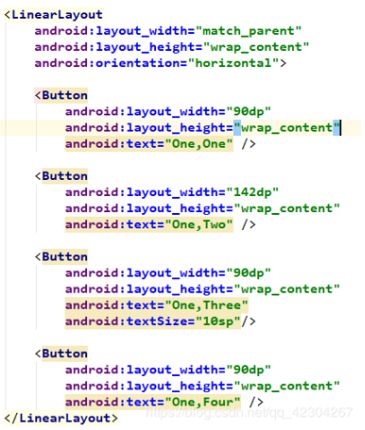 <LinearLayout
    android:layout_width="match_parent"
    android:layout_height="wrap_content"
    android:orientation="horizontal">

    <Button
        android:layout_width="90dp"
        android:layout_height="wrap_content"
        android:text="One,One" />

    <Button
        android:layout_width="142dp"
        android:layout_height="wrap_content"
        android:text="One,Two" />

    <Button
        android:layout_width="90dp"
        android:layout_height="wrap_content"
        android:text="One,Three"
        android:textSize="10sp"/>

    <Button
        android:layout_width="90dp"
        android:layout_height="wrap_content"
        android:text="One,Four" />
https://blog.csdn.net/qq_42304267
</LinearLayout>